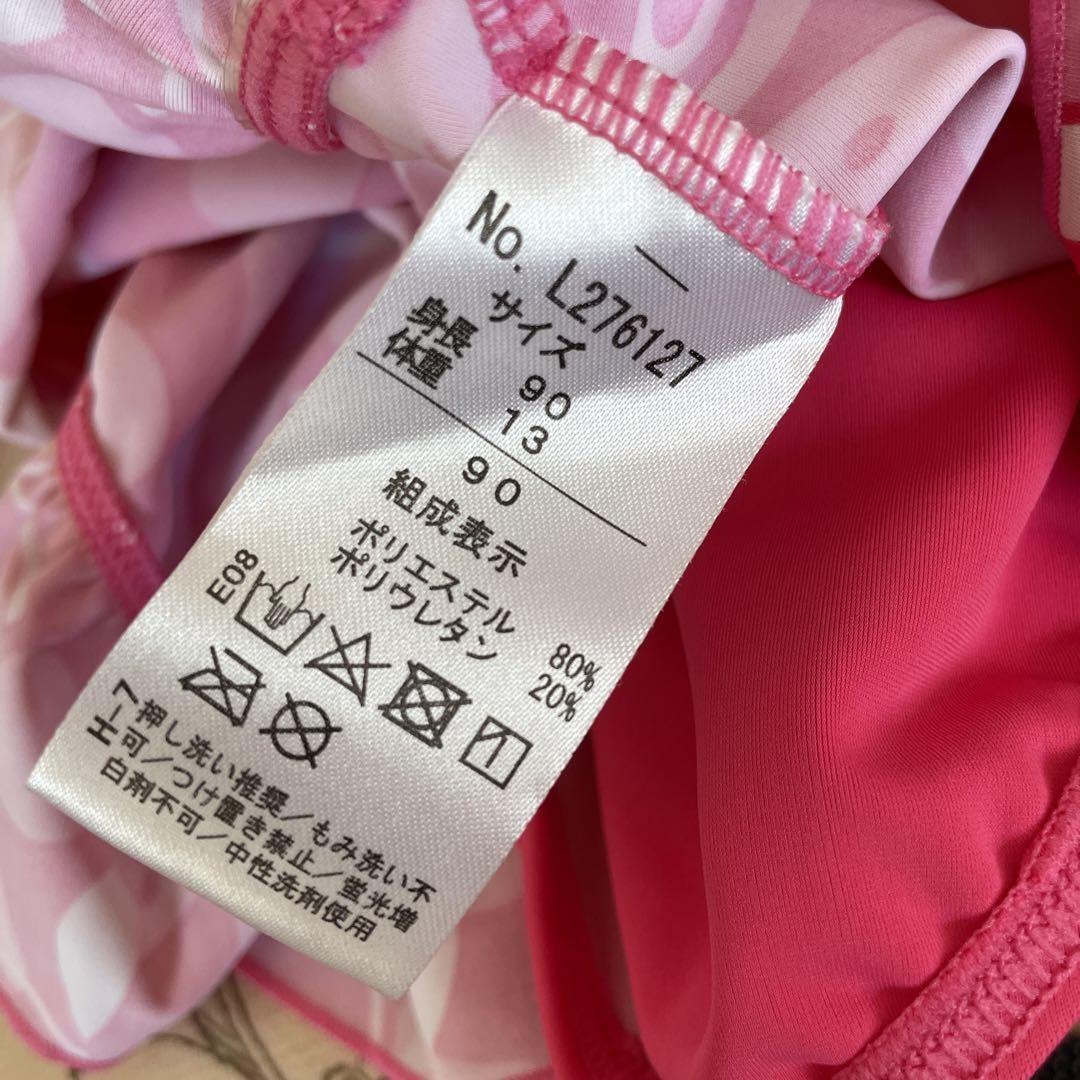 No. L276127
サイズ
身長 90
体重 13
90
組成表示
ポリエステル 80%
ポリウレタン 20%
E08
押し洗い推奨/もみ洗い不
可/つけ置き禁止/蛍光増
白剤不可/中性洗剤使用